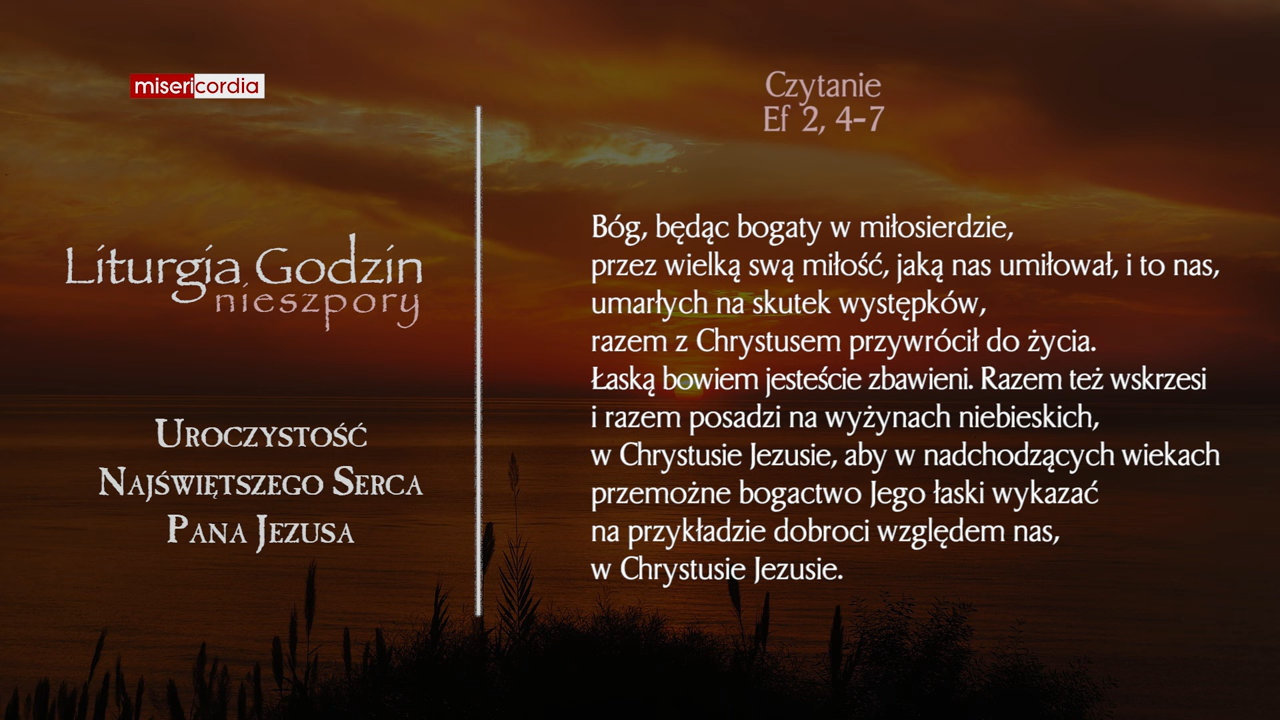 misericordia
Liturgia Godzin
nieszpory
Uroczystość
Najświętszego Serca
Pana Jezusa
Czytanie
Ef 2, 4-7
Bóg, będąc bogaty w miłosierdzie,
przez wielką swą miłość, jaką nas umiłował, i to nas,
umarłych na skutek występków,
razem z Chrystusem przywrócił do życia.
Łaską bowiem jesteście zbawieni. Razem też wskrzesi
i razem posadzi na wyżynach niebieskich,
w Chrystusie Jezusie, aby w nadchodzących wiekach
przemożne bogactwo Jego łaski wykazać
na przykładzie dobroci względem nas,
w Chrystusie Jezusie.